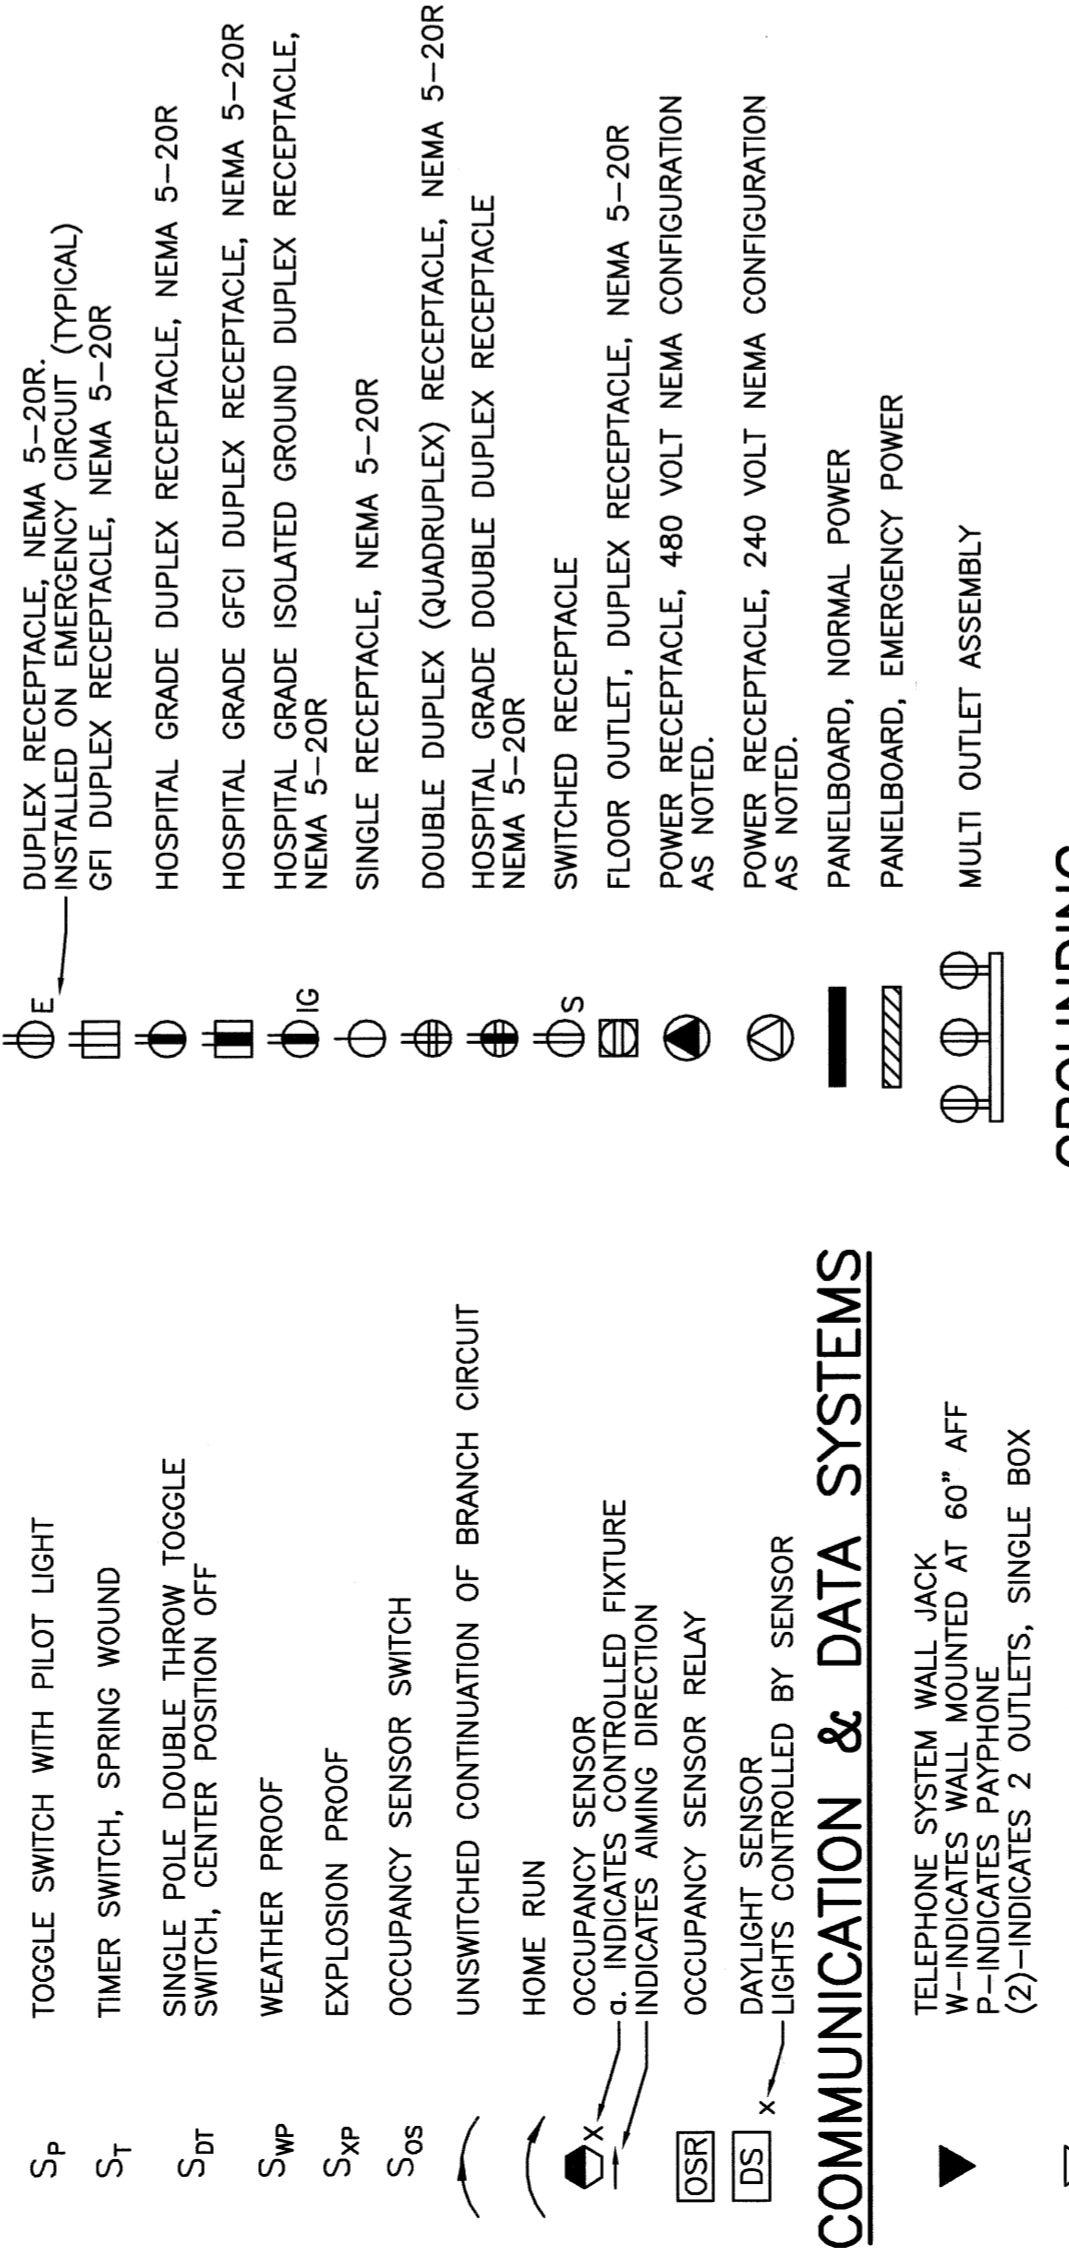 S_P TOGGLE SWITCH WITH PILOT LIGHT
S_T TIMER SWITCH, SPRING WOUND
S_DT SINGLE POLE DOUBLE THROW TOGGLE
SWITCH, CENTER POSITION OFF
S_WP WEATHER PROOF
S_XP EXPLOSION PROOF
S_OS OCCUPANCY SENSOR SWITCH
UNSWITCHED CONTINUATION OF BRANCH CIRCUIT
HOME RUN
OCCUPANCY SENSOR
x a. INDICATES CONTROLLED FIXTURE
INDICATES AIMING DIRECTION
OSR OCCUPANCY SENSOR RELAY
DS DAYLIGHT SENSOR
x LIGHTS CONTROLLED BY SENSOR
COMMUNICATION & DATA SYSTEMS
TELEPHONE SYSTEM WALL JACK
W-INDICATES WALL MOUNTED AT 60" AFF
P-INDICATES PAYPHONE
(2)-INDICATES 2 OUTLETS, SINGLE BOX
DUPLEX RECEPTACLE, NEMA 5-20R.
E INSTALLED ON EMERGENCY CIRCUIT (TYPICAL)
GFI DUPLEX RECEPTACLE, NEMA 5-20R
HOSPITAL GRADE DUPLEX RECEPTACLE, NEMA 5-20R
HOSPITAL GRADE GFCI DUPLEX RECEPTACLE, NEMA 5-20R
HOSPITAL GRADE ISOLATED GROUND DUPLEX RECEPTACLE,
IG NEMA 5-20R
SINGLE RECEPTACLE, NEMA 5-20R
DOUBLE DUPLEX (QUADRUPLEX) RECEPTACLE, NEMA 5-20R
HOSPITAL GRADE DOUBLE DUPLEX RECEPTACLE
NEMA 5-20R
S SWITCHED RECEPTACLE
FLOOR OUTLET, DUPLEX RECEPTACLE, NEMA 5-20R
POWER RECEPTACLE, 480 VOLT NEMA CONFIGURATION
AS NOTED.
POWER RECEPTACLE, 240 VOLT NEMA CONFIGURATION
AS NOTED.
PANELBOARD, NORMAL POWER
PANELBOARD, EMERGENCY POWER
MULTI OUTLET ASSEMBLY
GROUNDING